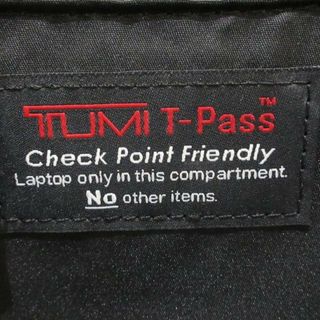 TUMI T-Pass™
Check Point Friendly
Laptop only in this compartment.
No other items.